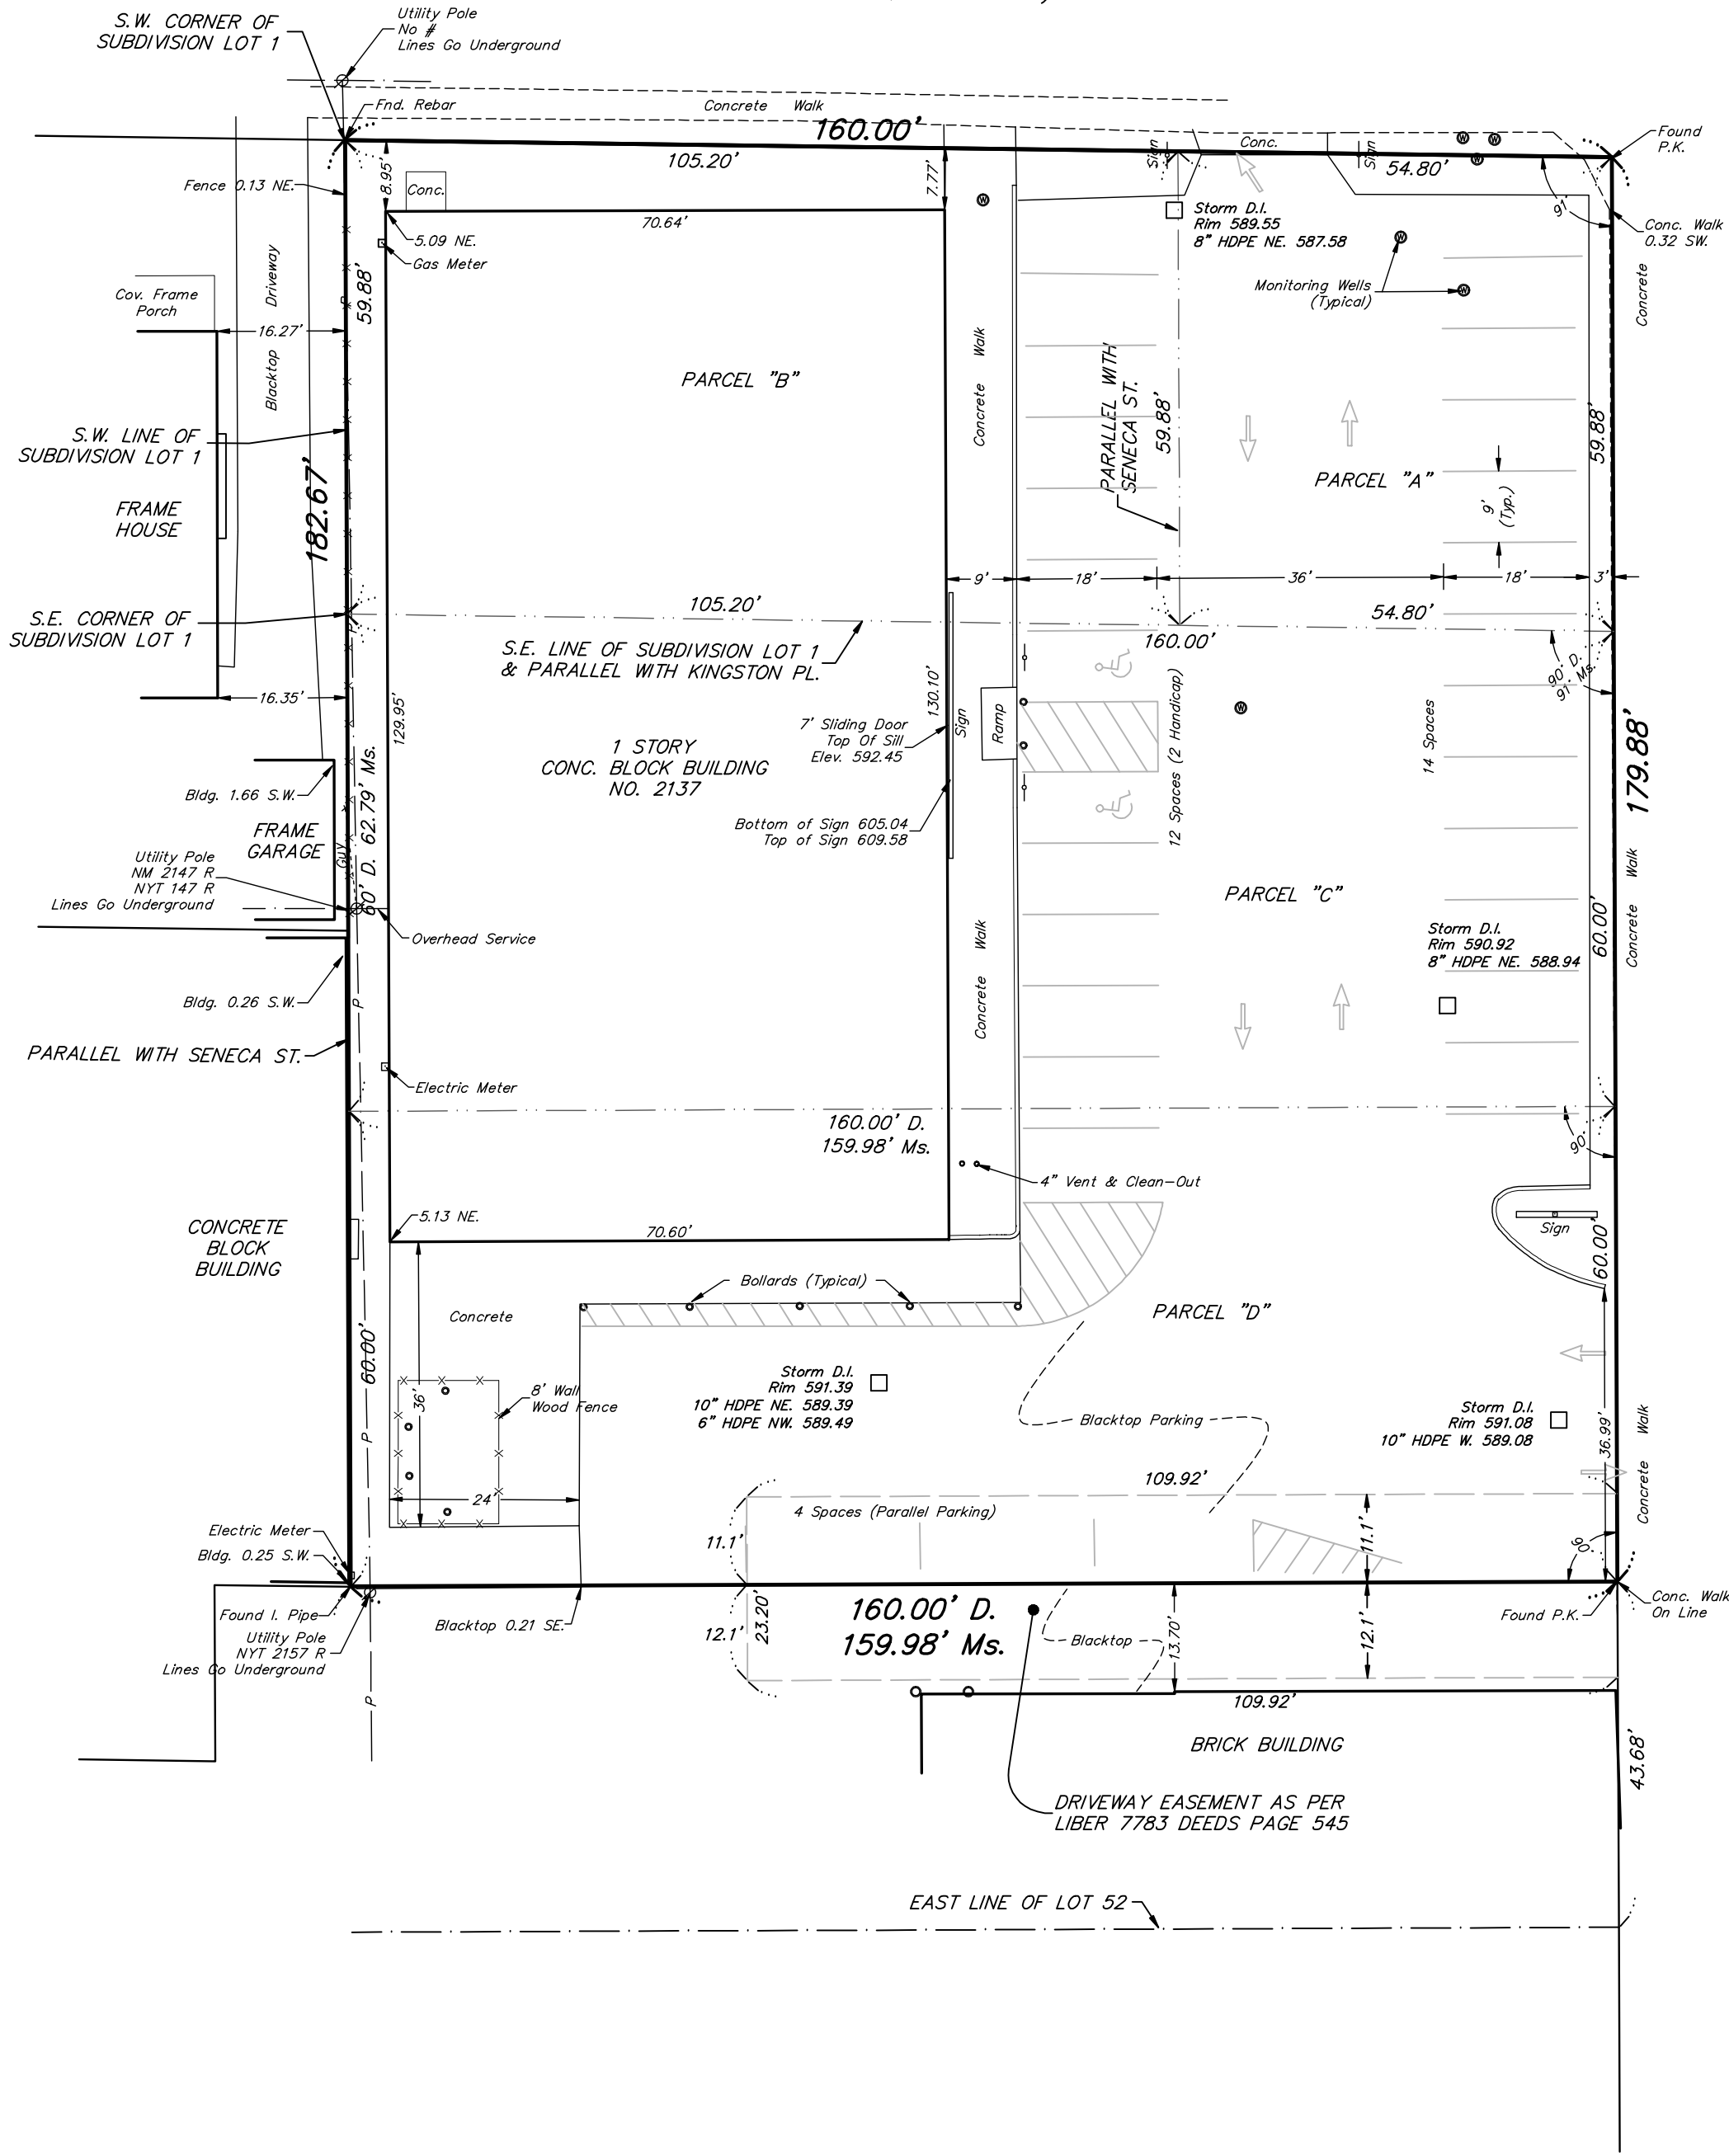 S.W. CORNER OF
SUBDIVISION LOT 1
Utility Pole
No #
Lines Go Underground
Fnd. Rebar
Concrete Walk
160.00'
105.20'
Sign
Conc.
Sign
54.80'
Found
P.K.
Fence 0.13 NE.
8.95'
Conc.
7.77'
91°
Conc. Walk
0.32 SW.
70.64'
5.09 NE.
Gas Meter
Storm D.I.
Rim 589.55
8" HDPE NE. 587.58
Monitoring Wells
(Typical)
Concrete
Cov. Frame
Porch
Blacktop Driveway
59.88'
16.27'
PARCEL "B"
Concrete Walk
PARALLEL WITH
SENECA ST.
59.88'
59.88'
S.W. LINE OF
SUBDIVISION LOT 1
182.67'
PARCEL "A"
9'
(Typ.)
FRAME
HOUSE
9'
18'
36'
18'
3'
S.E. CORNER OF
SUBDIVISION LOT 1
105.20'
54.80'
160.00'
S.E. LINE OF SUBDIVISION LOT 1
& PARALLEL WITH KINGSTON PL.
90° D.
91° Ms.
16.35'
129.95'
130.10'
7' Sliding Door
Top Of Sill
Elev. 592.45
Sign
Ramp
12 Spaces (2 Handicap)
14 Spaces
179.88'
1 STORY
CONC. BLOCK BUILDING
NO. 2137
Bldg. 1.66 S.W.
60' D. 62.79' Ms.
FRAME
GARAGE
Guy
Bottom of Sign 605.04
Top of Sign 609.58
Utility Pole
NM 2147 R
NYT 147 R
Lines Go Underground
PARCEL "C"
Concrete Walk
60.00'
Storm D.I.
Rim 590.92
8" HDPE NE. 588.94
Overhead Service
Concrete Walk
Bldg. 0.26 S.W.
P
PARALLEL WITH SENECA ST.
Electric Meter
160.00' D.
159.98' Ms.
90°
4" Vent & Clean-Out
5.13 NE.
70.60'
CONCRETE
BLOCK
BUILDING
Sign
60.00'
Bollards (Typical)
PARCEL "D"
Concrete
60.00'
Storm D.I.
Rim 591.39
10" HDPE NE. 589.39
6" HDPE NW. 589.49
36'
8' Wall
Wood Fence
Blacktop Parking
Storm D.I.
Rim 591.08
10" HDPE W. 589.08
36.99'
Concrete Walk
P
109.92'
24'
4 Spaces (Parallel Parking)
11.1'
11.1'
90°
Electric Meter
Bldg. 0.25 S.W.
Found I. Pipe
Utility Pole
NYT 2157 R
Lines Go Underground
Blacktop 0.21 SE.
12.1'
23.20'
160.00' D.
159.98' Ms.
Blacktop
13.70'
12.1'
Found P.K.
Conc. Walk
On Line
P
109.92'
BRICK BUILDING
43.68'
DRIVEWAY EASEMENT AS PER
LIBER 7783 DEEDS PAGE 545
EAST LINE OF LOT 52